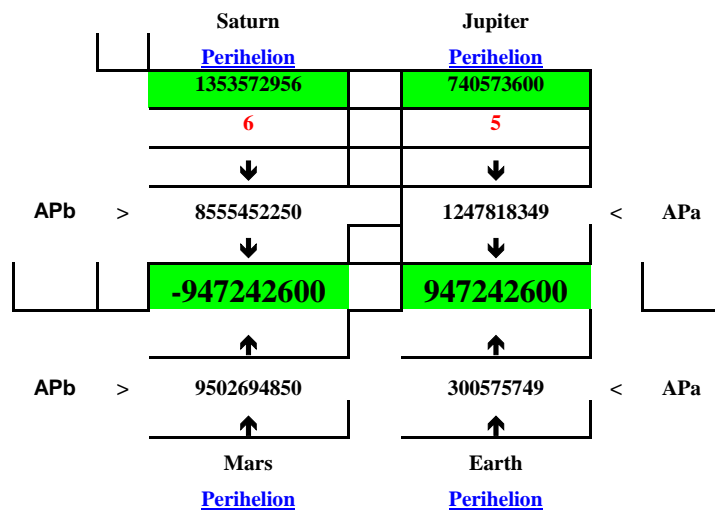 Saturn Jupiter
Perihelion Perihelion
1353572956 740573600
6 5
APb > 8555452250 1247818349 < APa
-947242600 947242600
APb > 9502694850 300575749 < APa
Mars Earth
Perihelion Perihelion